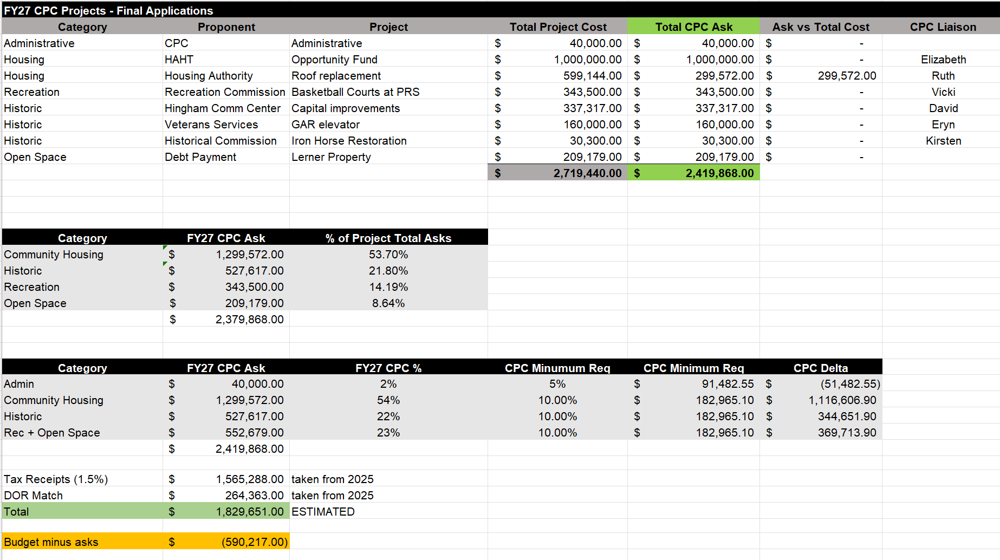 FY27 CPC Projects - Final Applications
Category Proponent Project Total Project Cost Total CPC Ask Ask vs Total Cost CPC Liaison
Administrative CPC Administrative $ 40,000.00 $ 40,000.00 $ -
Housing HAHT Opportunity Fund $ 1,000,000.00 $ 1,000,000.00 $ - Elizabeth
Housing Housing Authority Roof replacement $ 599,144.00 $ 299,572.00 $ 299,572.00 Ruth
Recreation Recreation Commission Basketball Courts at PRS $ 343,500.00 $ 343,500.00 $ - Vicki
Historic Hingham Comm Center Capital improvements $ 337,317.00 $ 337,317.00 $ - David
Historic Veterans Services GAR elevator $ 160,000.00 $ 160,000.00 $ - Eryn
Historic Historical Commission Iron Horse Restoration $ 30,300.00 $ 30,300.00 $ - Kirsten
Open Space Debt Payment Lerner Property $ 209,179.00 $ 209,179.00 $ -
$ 2,719,440.00 $ 2,419,868.00
Category FY27 CPC Ask % of Project Total Asks
Community Housing $ 1,299,572.00 53.70%
Historic $ 527,617.00 21.80%
Recreation $ 343,500.00 14.19%
Open Space $ 209,179.00 8.64%
$ 2,379,868.00
Category FY27 CPC Ask FY27 CPC % CPC Minumum Req CPC Minimum Req CPC Delta
Admin $ 40,000.00 2% 5% $ 91,482.55 $ (51,482.55)
Community Housing $ 1,299,572.00 54% 10.00% $ 182,965.10 $ 1,116,606.90
Historic $ 527,617.00 22% 10.00% $ 182,965.10 $ 344,651.90
Rec + Open Space $ 552,679.00 23% 10.00% $ 182,965.10 $ 369,713.90
$ 2,419,868.00
Tax Receipts (1.5%) $ 1,565,288.00 taken from 2025
DOR Match $ 264,363.00 taken from 2025
Total $ 1,829,651.00 ESTIMATED
Budget minus asks $ (590,217.00)